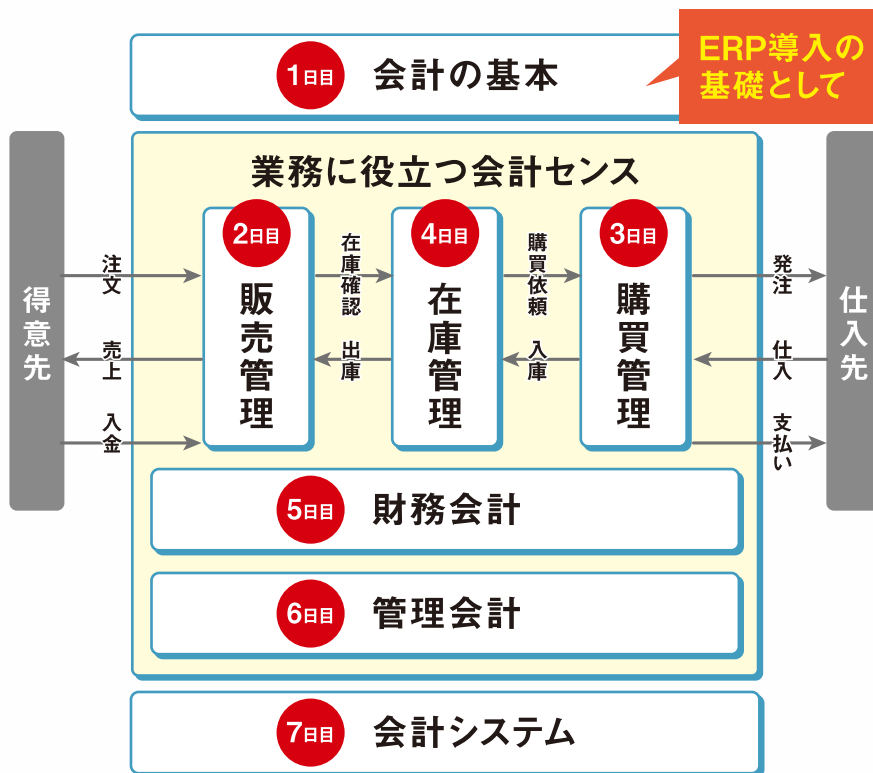 1日目 会計の基本
ERP導入の
基礎として
業務に役立つ会計センス
得意先
注文
売上
入金
2日目
販売管理
在庫確認
出庫
4日目
在庫管理
購買依頼
入庫
3日目
購買管理
発注
仕入
支払い
仕入先
5日目 財務会計
6日目 管理会計
7日目 会計システム